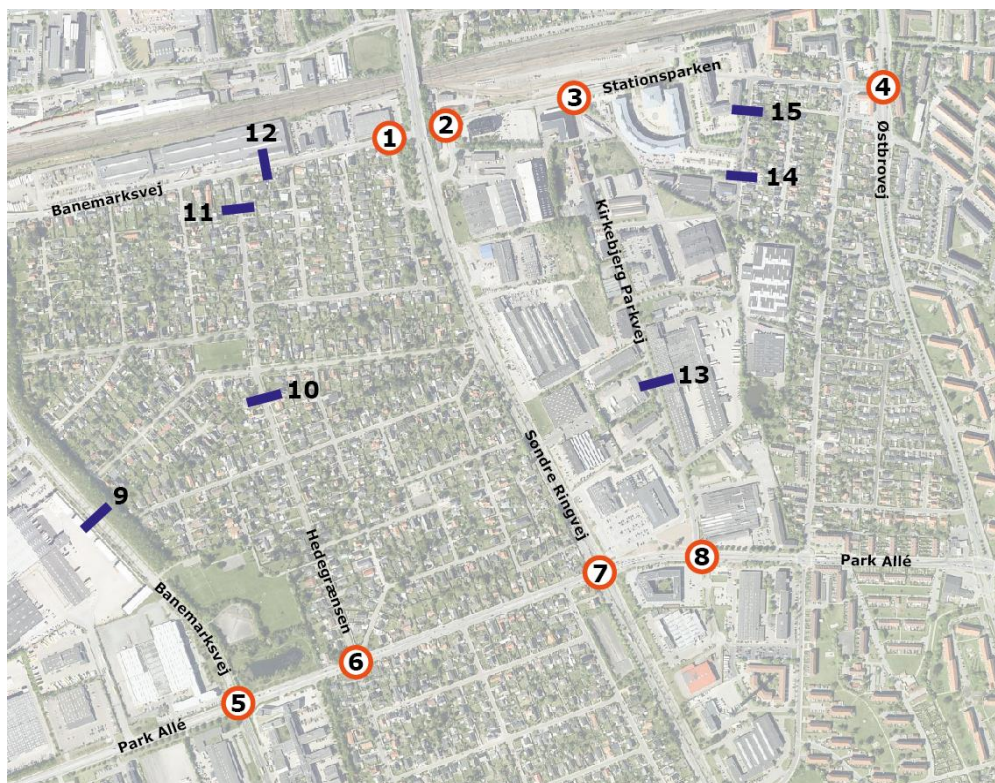 Stationsparken
4
3
15
2
1
12
Østbrovej
14
Banemarksvej
11
Kirkebjerg Parkvej
13
10
Søndre Ringvej
9
Hedegrænsen
8
Park Allé
7
Banemarksvej
6
5
Park Allé